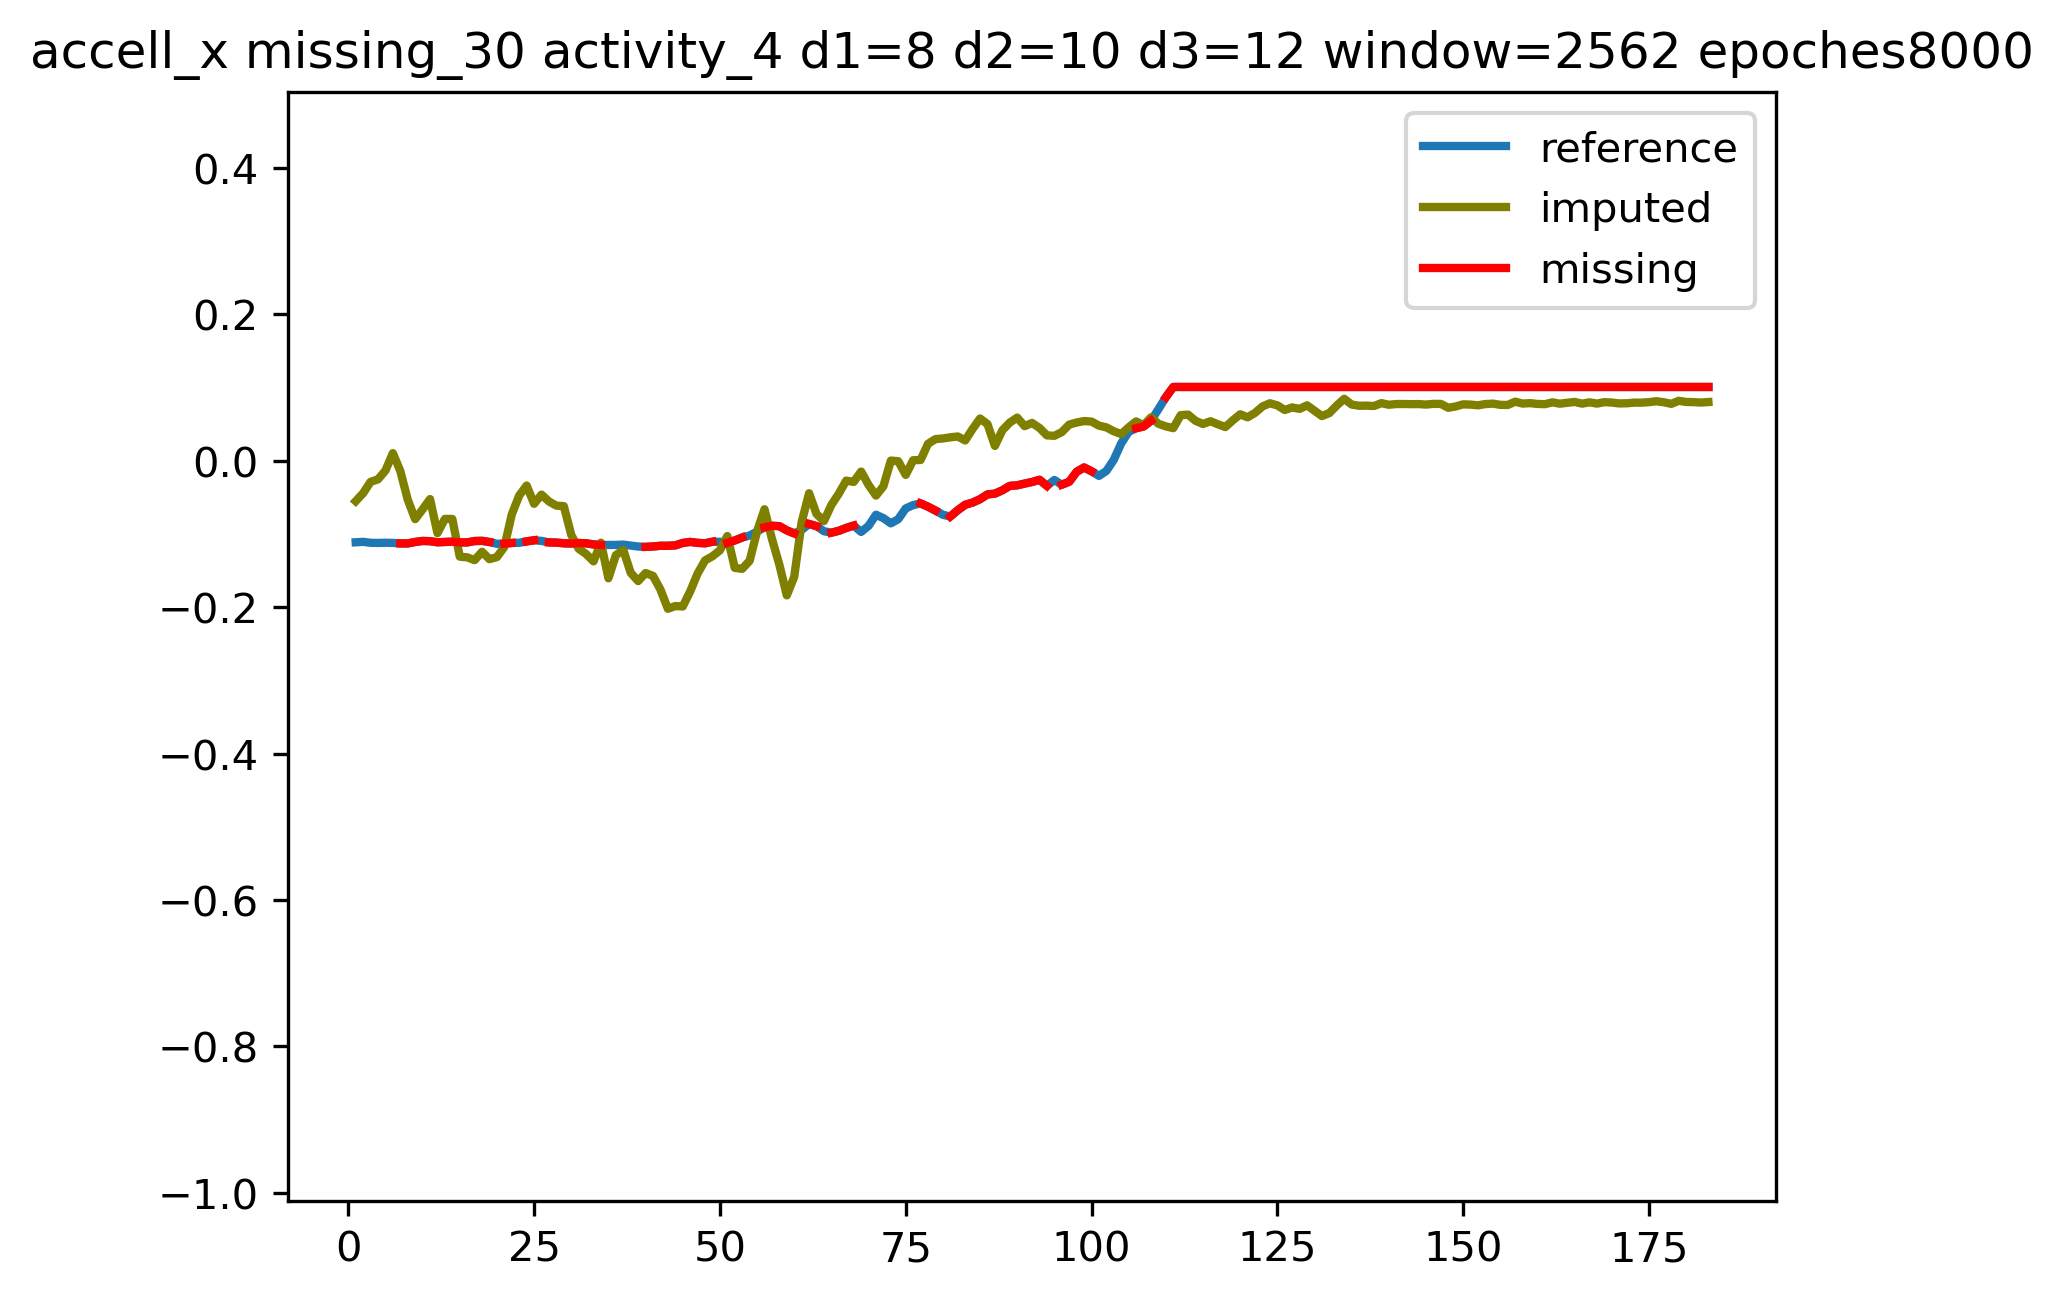 accell_x missing_30 activity_4 d1=8 d2=10 d3=12 window=2562 epoches8000
reference
imputed
missing
0.4
0.2
0.0
−0.2
−0.4
−0.6
−0.8
−1.0
0 25 50 75 100 125 150 175